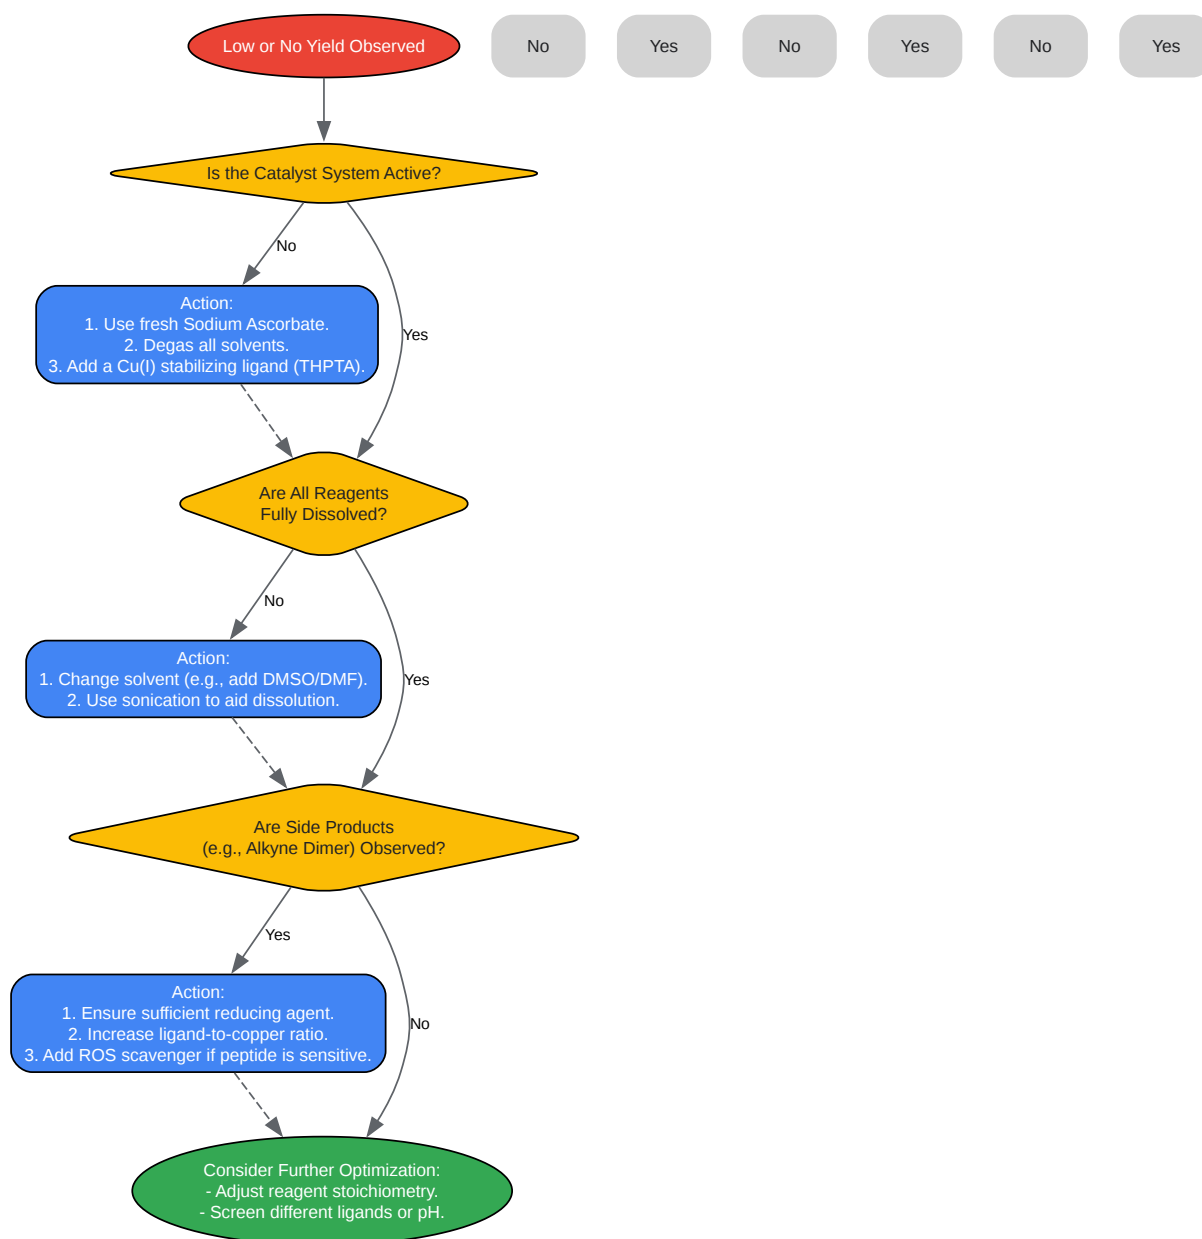 Low or No Yield Observed
No
Yes
No
Yes
No
Yes
Is the Catalyst System Active?
No
Yes
Action:
1. Use fresh Sodium Ascorbate.
2. Degas all solvents.
3. Add a Cu(I) stabilizing ligand (THPTA).
Are All Reagents
Fully Dissolved?
No
Yes
Action:
1. Change solvent (e.g., add DMSO/DMF).
2. Use sonication to aid dissolution.
Are Side Products
(e.g., Alkyne Dimer) Observed?
Yes
No
Action:
1. Ensure sufficient reducing agent.
2. Increase ligand-to-copper ratio.
3. Add ROS scavenger if peptide is sensitive.
Consider Further Optimization:
- Adjust reagent stoichiometry.
- Screen different ligands or pH.